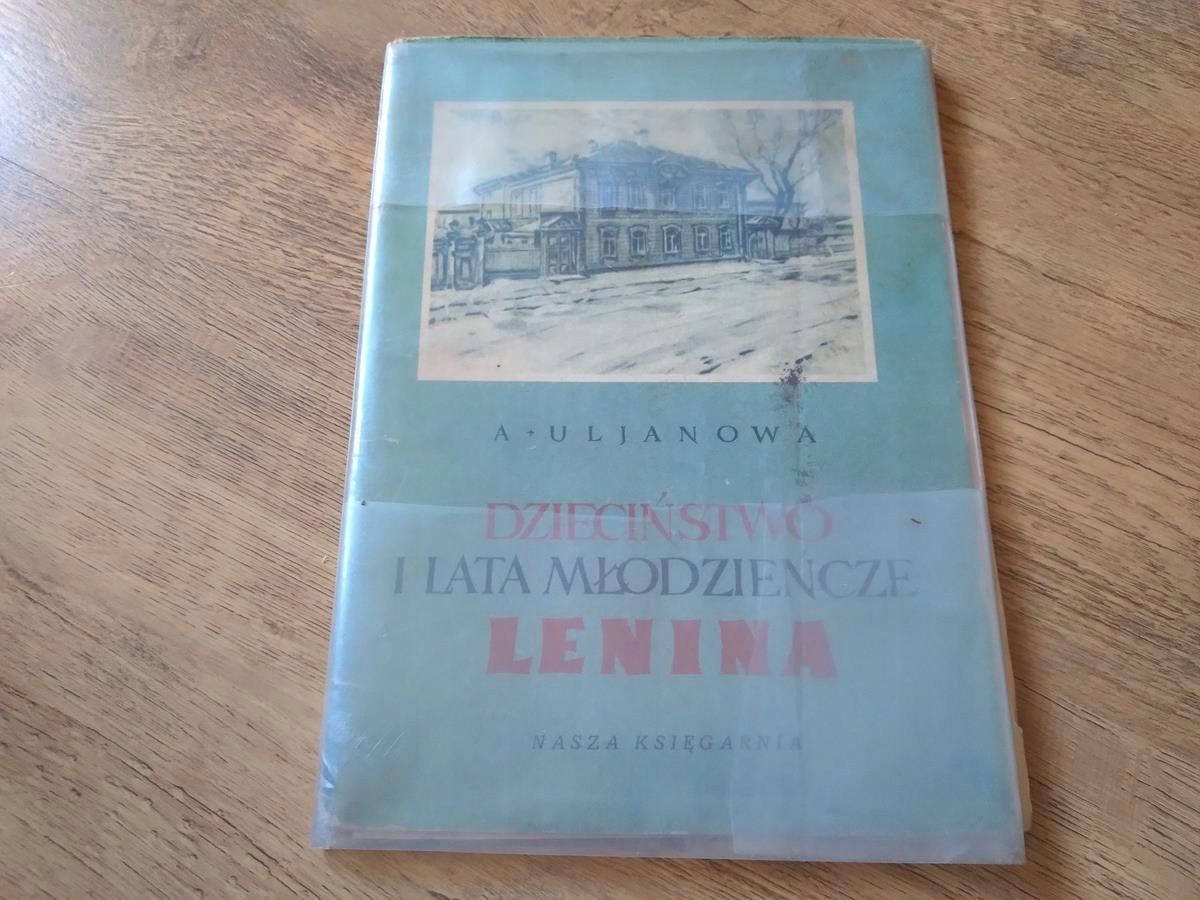 A + ULJANOWA
DZIECIŃSTWO
I LATA MŁODZIEŃCZE
LENINA
NASZA KSIĘGARNIA